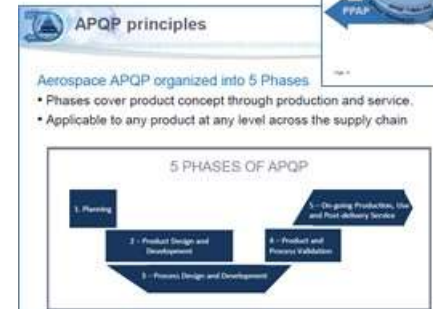 APQP principles
PPAP
Aerospace APQP organized into 5 Phases
• Phases cover product concept through production and service.
• Applicable to any product at any level across the supply chain
5 PHASES OF APQP
1. Planning
5 - On-going Production, Use
and Post-delivery Service
2 - Product Design and
Development
4 - Product and
Process Validation
3 - Process Design and Development